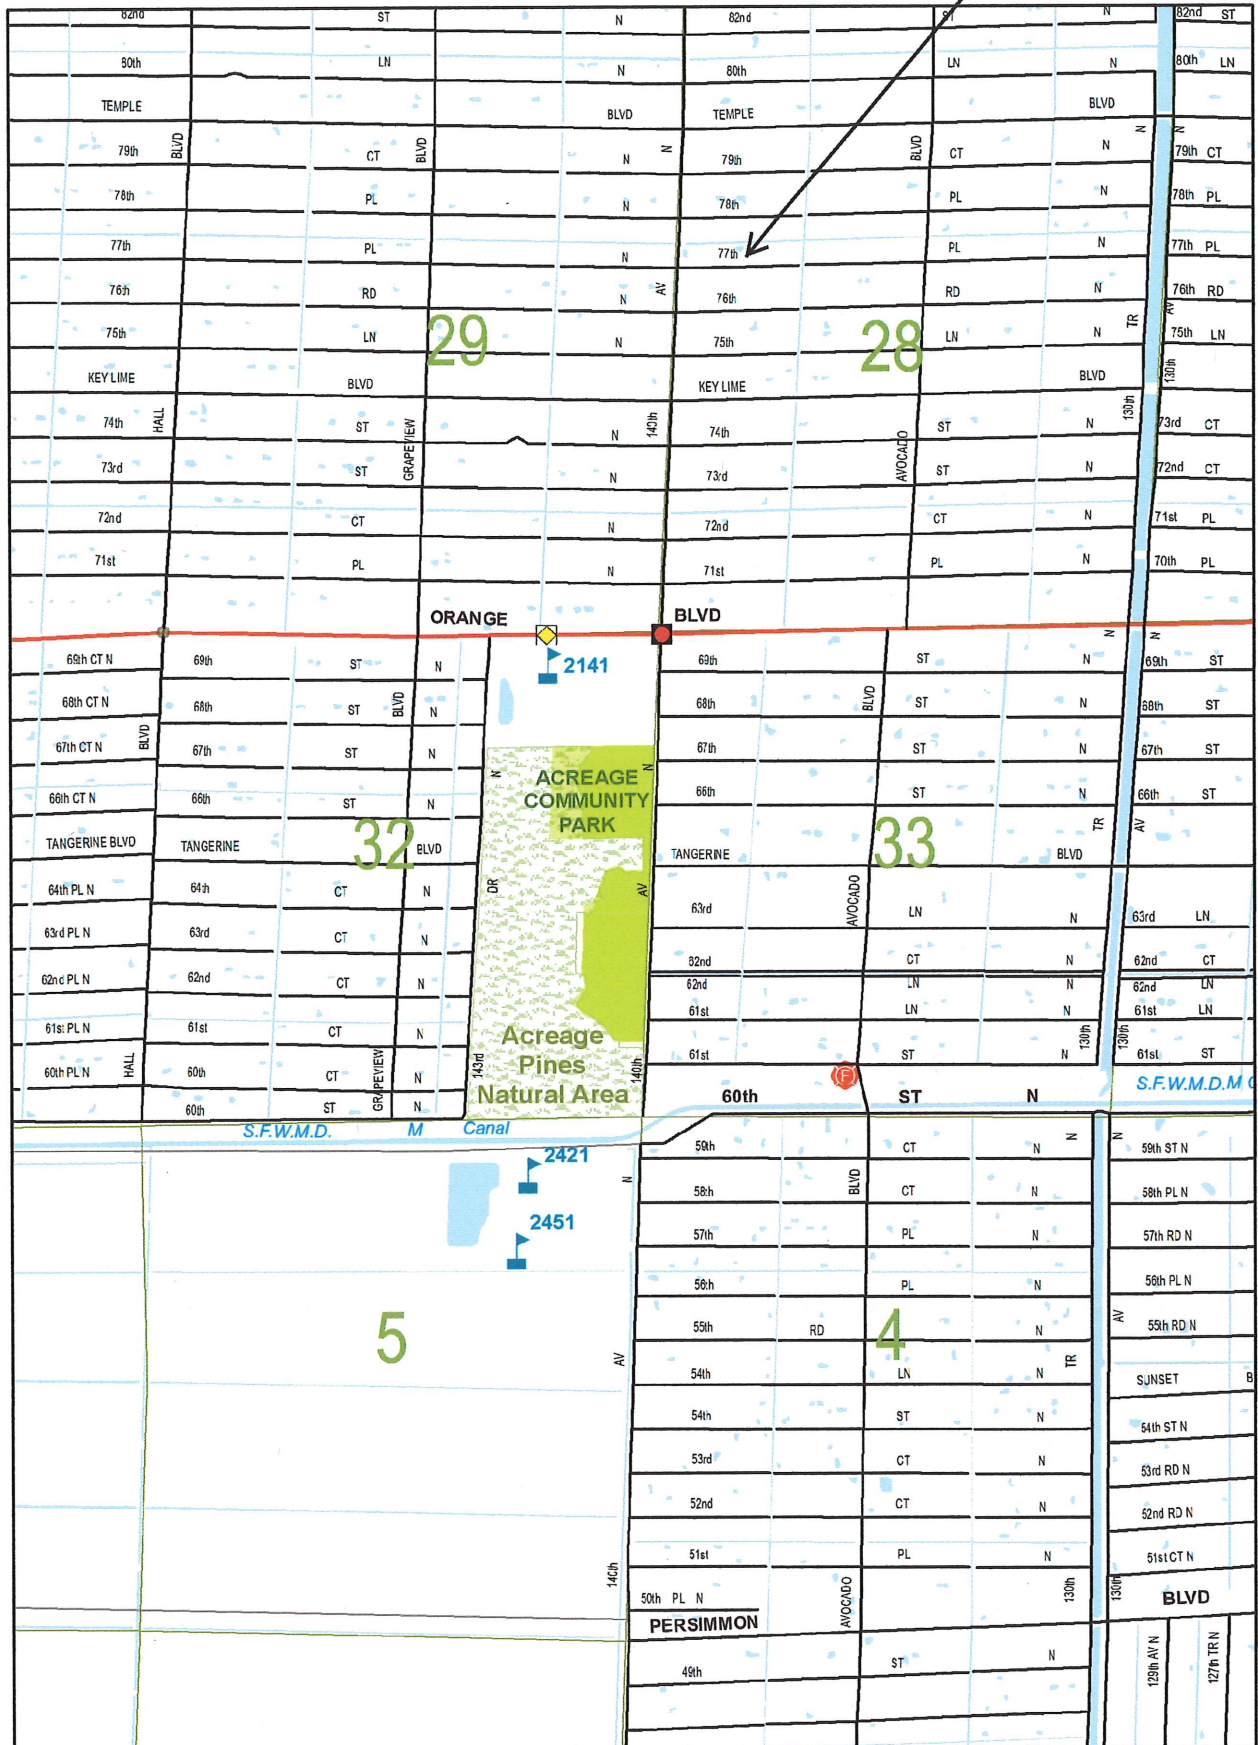 82nd ST N 82nd ST N 82nd ST
80th LN N 80th LN N 80th LN
TEMPLE BLVD TEMPLE BLVD
BLVD BLVD N BLVD N N
79th CT N 79th CT N 79th CT
78th PL N 78th PL N 78th PL
77th PL N 77th PL N 77th PL
76th RD N AV 76th RD N 76th RD
29 28 TR AV
75th LN N 75th LN N 75th LN
KEY LIME BLVD KEY LIME BLVD 130th
HALL GRAPEVIEW 140th AVOCADO 130th
74th ST N 74th ST N 73rd CT
73rd ST N 73rd ST N 72nd CT
72nd CT N 72nd CT N 71st PL
71st PL N 71st PL N 70th PL
ORANGE BLVD
2141
N N
69th CT N 69th ST N 69th ST N 69th ST
68th CT N 68th ST BLVD N 68th BLVD ST N 68th ST
67th CT N BLVD 67th ST N 67th ST N 67th ST
N ACREAGE N
COMMUNITY
PARK
66th CT N 66th ST N 66th ST N 66th ST
32 33 TR AV
TANGERINE BLVD TANGERINE BLVD TANGERINE BLVD
64th PL N 64th CT N DR AV AVOCADO
63rd PL N 63rd CT N 63rd LN N 63rd LN
62nd PL N 62nd CT N 62nd CT N 62nd CT
62nd LN N 62nd LN
61st PL N 61st CT N 61st LN N 61st LN
Acreage
Pines
Natural Area
61st ST N 130th 130th 61st ST
60th PL N HALL 60th CT GRAPEVIEW N 143rd 140th
F
60th ST N 60th ST N S.F.W.M.D. M
S.F.W.M.D. M Canal
2421
59th CT N N N 59th ST N
N 58th BLVD CT N 58th PL N
2451
57th PL N 57th RD N
56th PL N 56th PL N
5 4
55th RD N AV 55th RD N
AV 54th LN N TR SUNSET B
54th ST N 54th ST N
53rd CT N 53rd RD N
52nd CT N 52nd RD N
51st PL N 51st CT N
140th AVOCADO 130th 130th
50th PL N BLVD
PERSIMMON
49th ST N 129th AV N 127th TR N